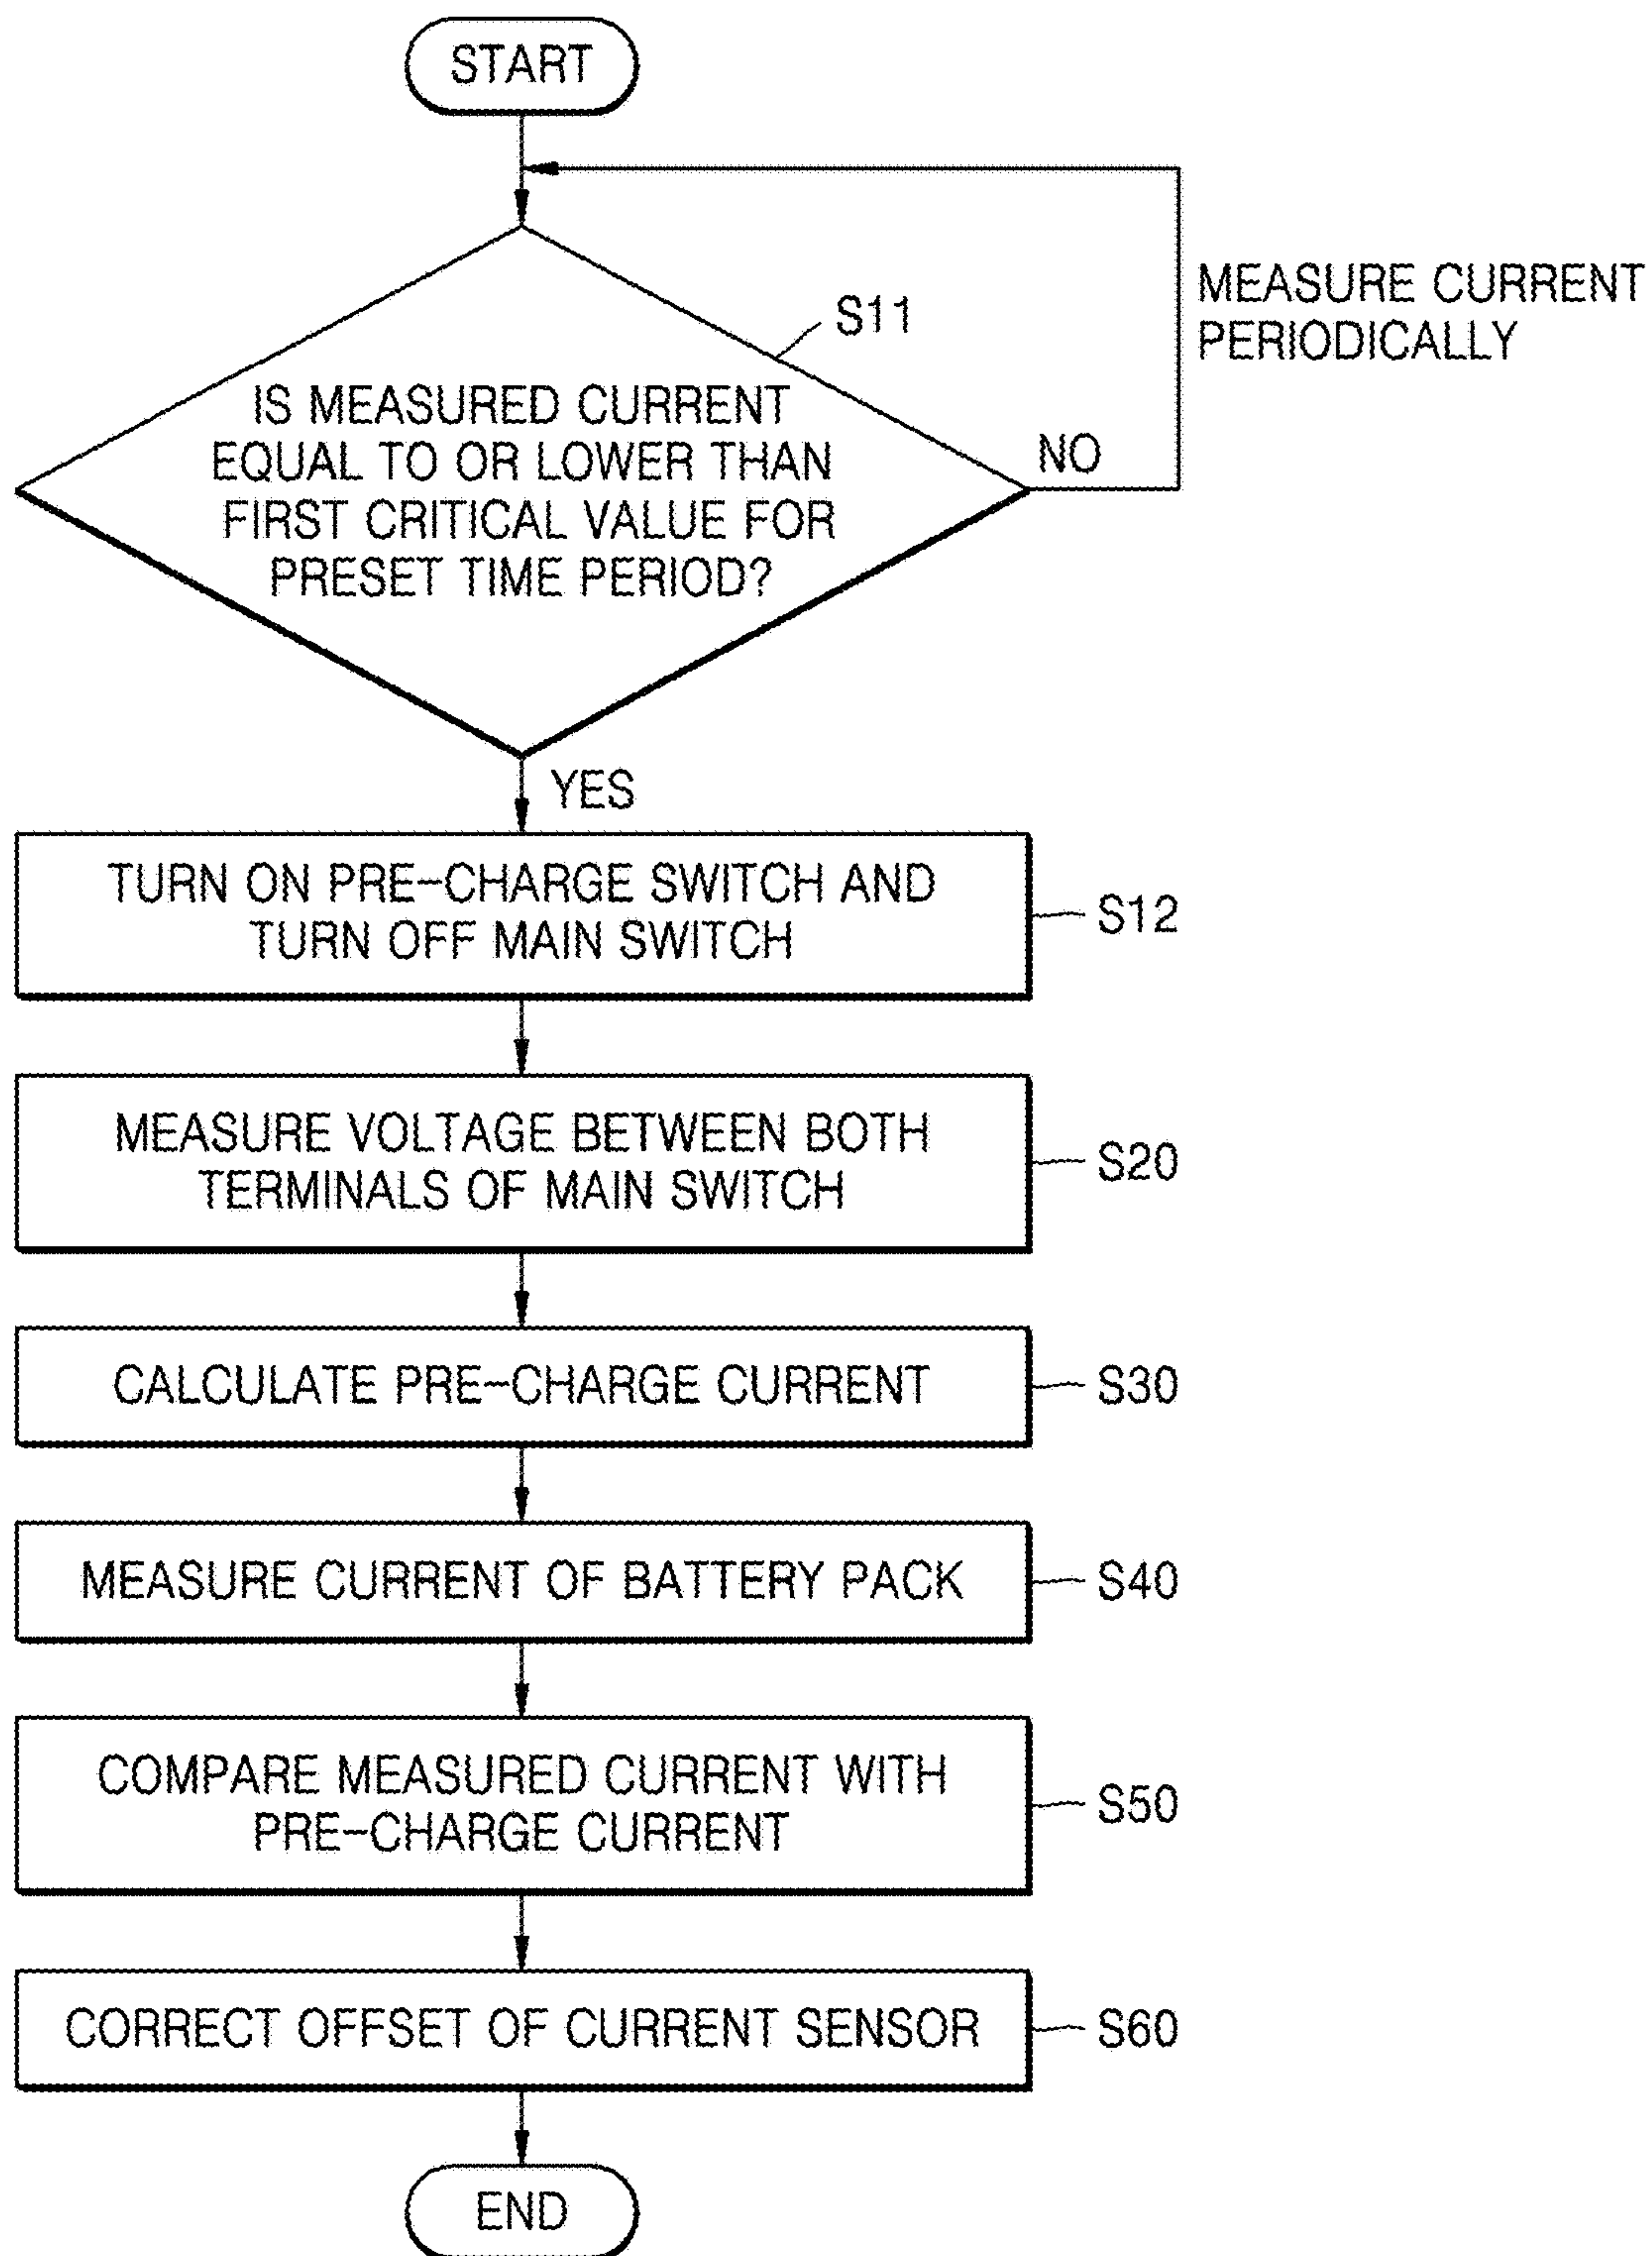 START
MEASURE CURRENT
PERIODICALLY
S11
IS MEASURED CURRENT
EQUAL TO OR LOWER THAN
FIRST CRITICAL VALUE FOR
PRESET TIME PERIOD?
NO
YES
TURN ON PRE-CHARGE SWITCH AND
TURN OFF MAIN SWITCH
S12
MEASURE VOLTAGE BETWEEN BOTH
TERMINALS OF MAIN SWITCH
S20
CALCULATE PRE-CHARGE CURRENT
S30
MEASURE CURRENT OF BATTERY PACK
S40
COMPARE MEASURED CURRENT WITH
PRE-CHARGE CURRENT
S50
CORRECT OFFSET OF CURRENT SENSOR
S60
END